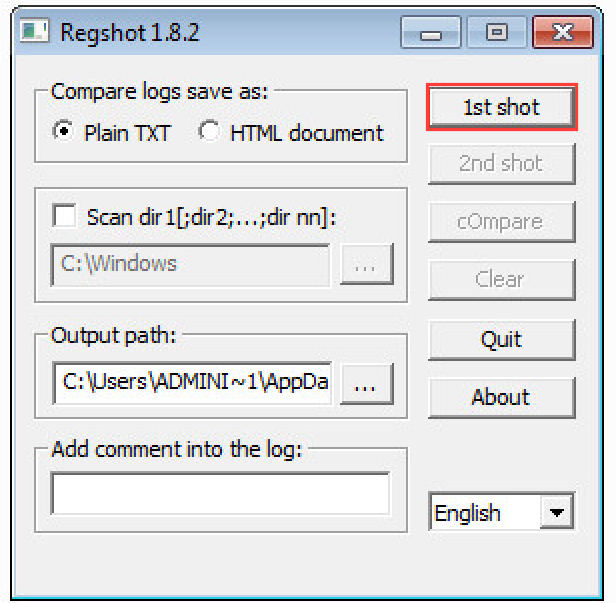 Regshot 1.8.2
Compare logs save as:
Plain TXT HTML document
Scan dir1[;dir2;...;dir nn]:
C:\Windows ...
Output path:
C:\Users\ADMINI~1\AppDa ...
Add comment into the log:
1st shot
2nd shot
cOmpare
Clear
Quit
About
English